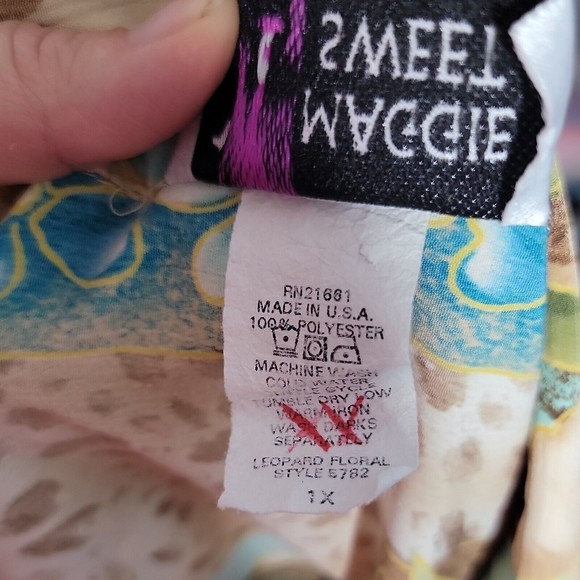 MAGGIE
SWEET
RN21661
MADE IN U.S.A.
100% POLYESTER
MACHINE WASH
COLD WATER
GENTLE CYCLE
TUMBLE DRY LOW
WARM IRON
WASH DARKS
SEPARATELY
LEOPARD FLORAL
STYLE 5782
1X